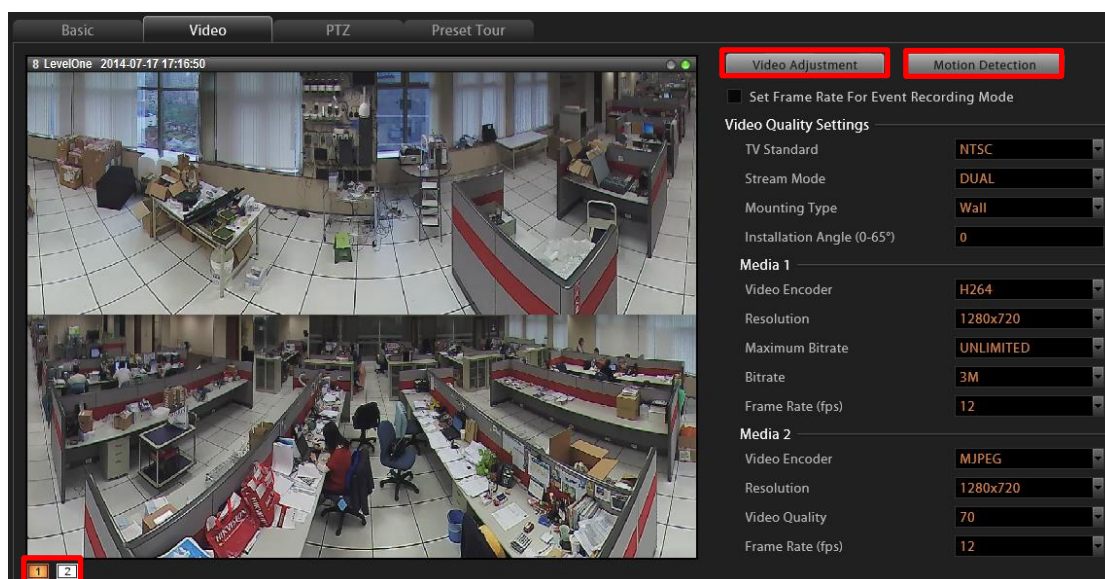 Basic Video PTZ Preset Tour
8 LevelOne 2014-07-17 17:16:50
Video Adjustment Motion Detection
Set Frame Rate For Event Recording Mode
Video Quality Settings
TV Standard NTSC
Stream Mode DUAL
Mounting Type Wall
Installation Angle (0-65°) 0
Media 1
Video Encoder H264
Resolution 1280x720
Maximum Bitrate UNLIMITED
Bitrate 3M
Frame Rate (fps) 12
Media 2
Video Encoder MJPEG
Resolution 1280x720
Video Quality 70
Frame Rate (fps) 12
HIKVISION
1 2